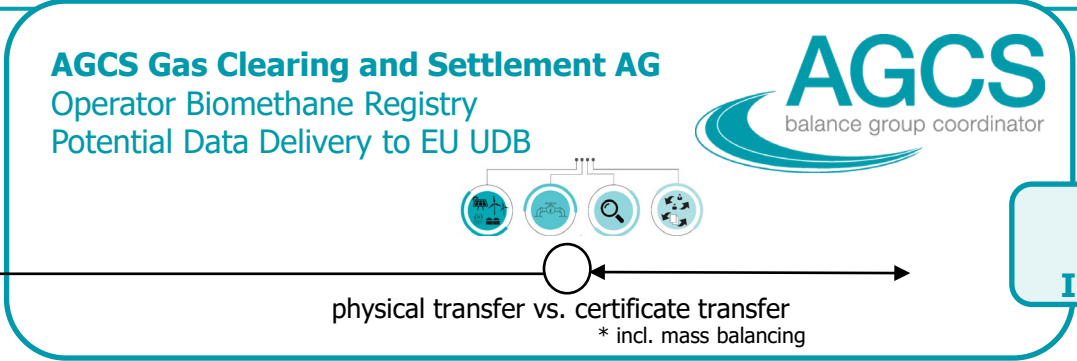 AGCS Gas Clearing and Settlement AG
Operator Biomethane Registry
Potential Data Delivery to EU UDB
AGCS
balance group coordinator
physical transfer vs. certificate transfer
* incl. mass balancing